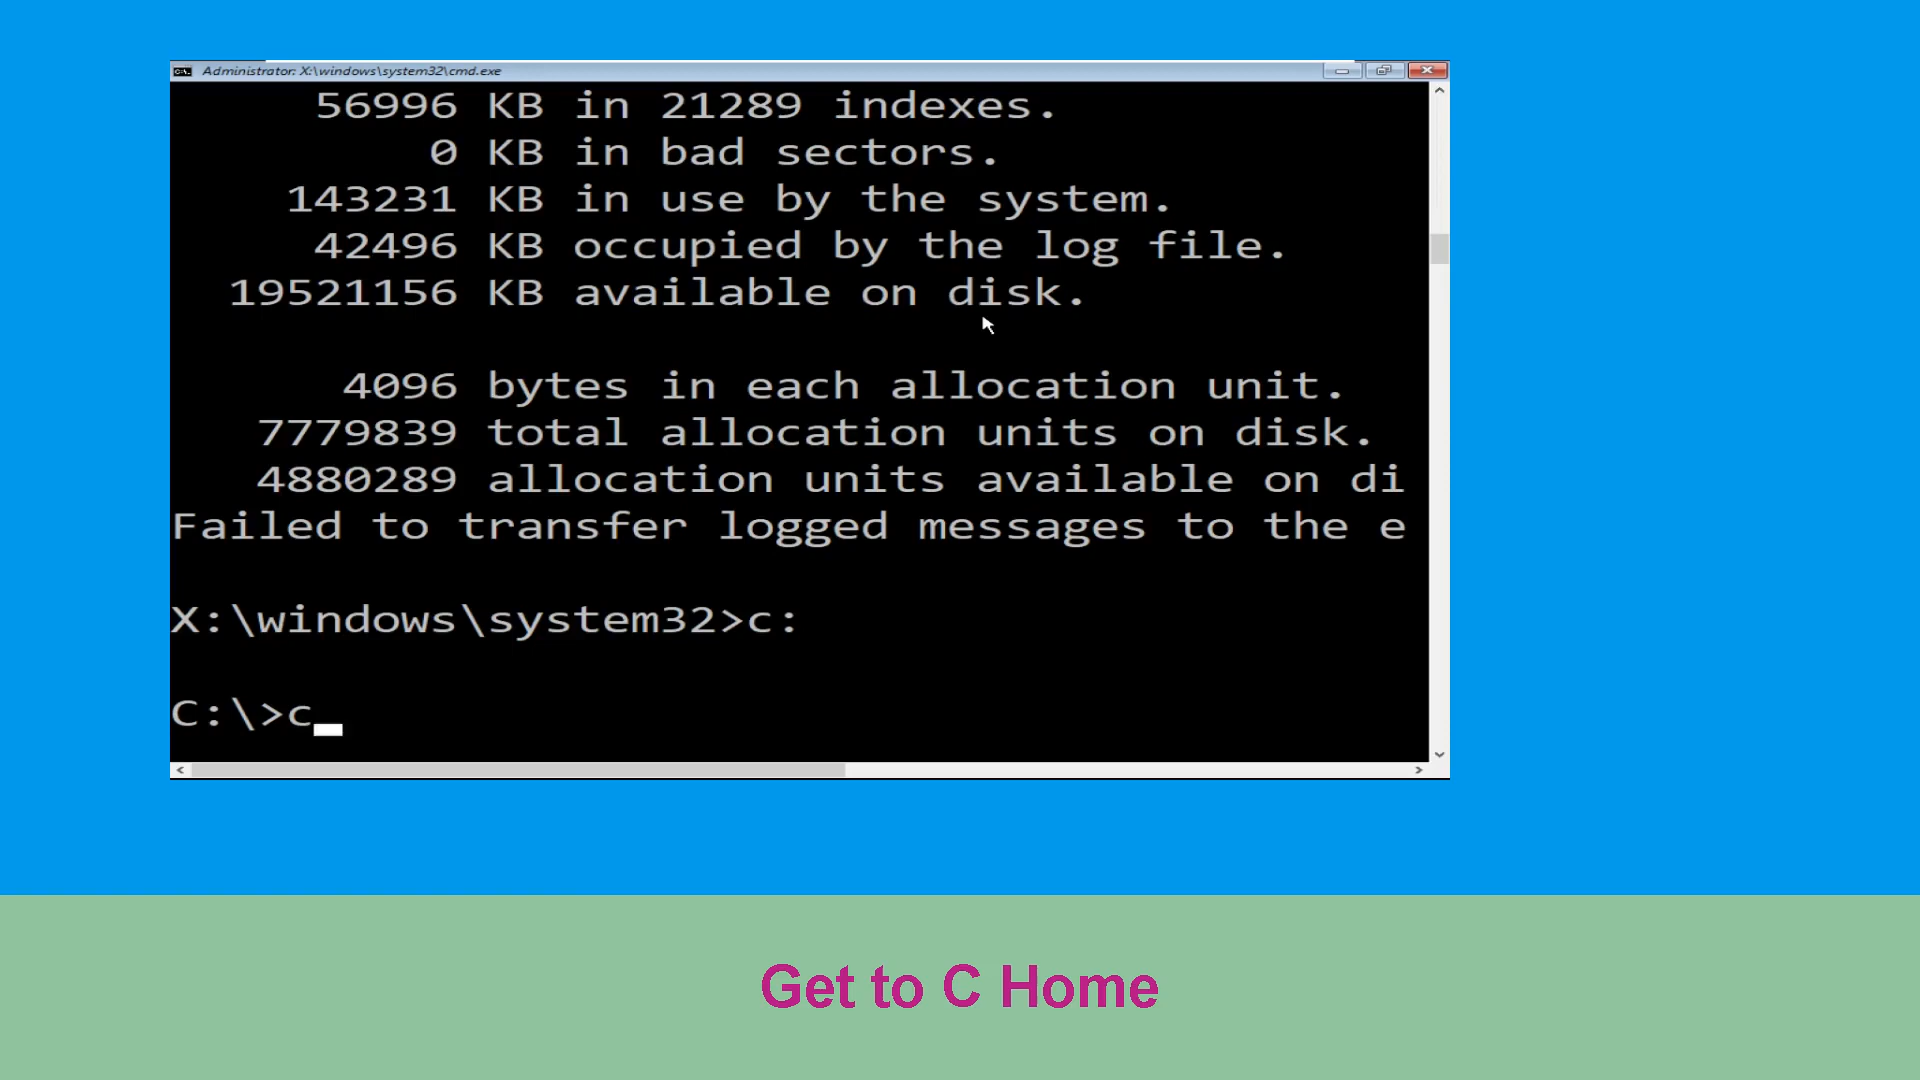 Administrator: X:\windows\system32\cmd.exe
56996 KB in 21289 indexes.
0 KB in bad sectors.
143231 KB in use by the system.
42496 KB occupied by the log file.
19521156 KB available on disk.
4096 bytes in each allocation unit.
7779839 total allocation units on disk.
4880289 allocation units available on di
Failed to transfer logged messages to the e
X:\windows\system32>c:
C:\>c
Get to C Home